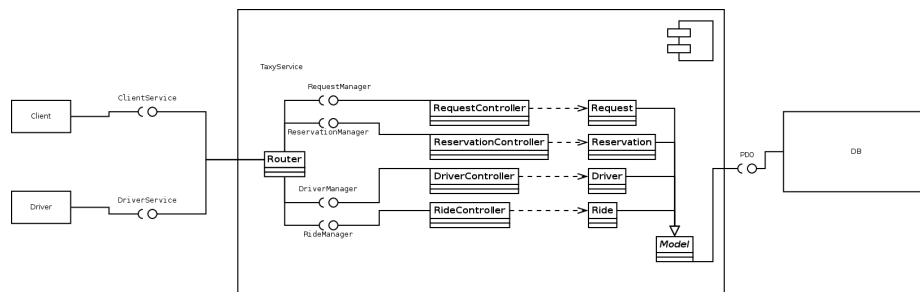 TaxyService
RequestManager
ClientService
RequestController
Request
Client
ReservationManager
ReservationController
Reservation
DB
Router
PDO
DriverManager
DriverController
Driver
DriverService
Driver
RideController
Ride
RideManager
Model